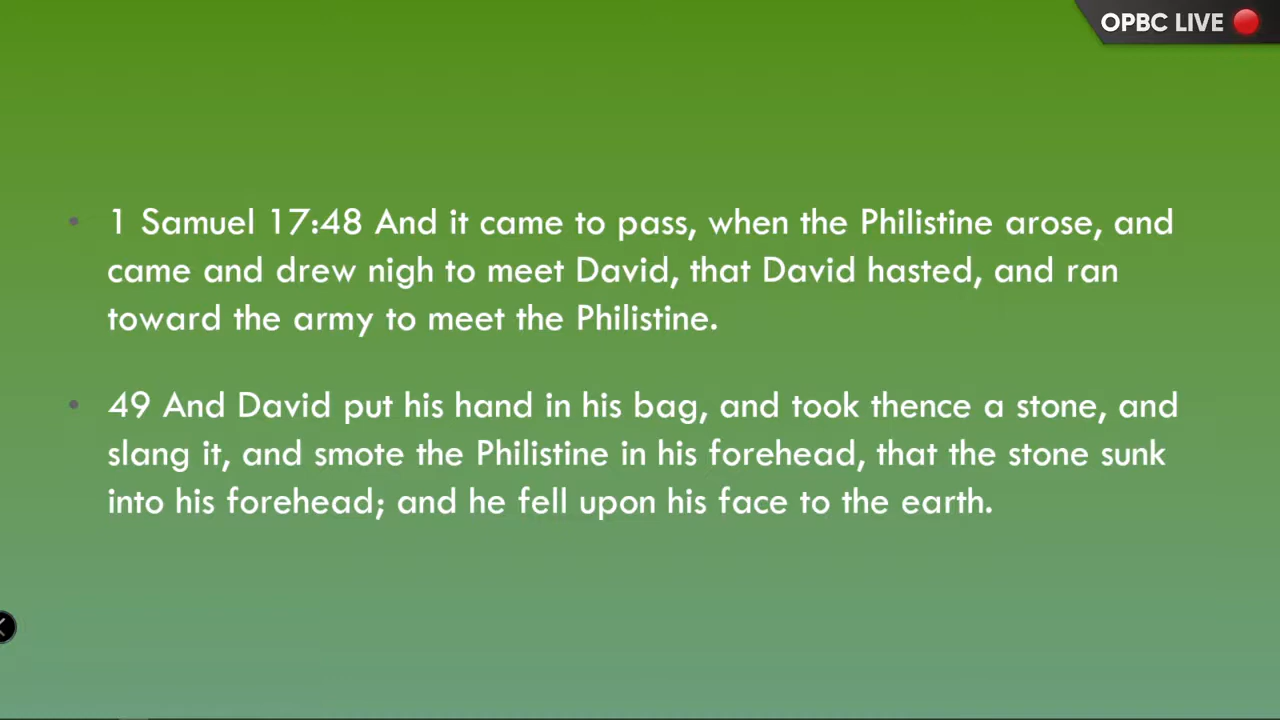 OPBC LIVE
• 1 Samuel 17:48 And it came to pass, when the Philistine arose, and
came and drew nigh to meet David, that David hasted, and ran
toward the army to meet the Philistine.
• 49 And David put his hand in his bag, and took thence a stone, and
slang it, and smote the Philistine in his forehead, that the stone sunk
into his forehead; and he fell upon his face to the earth.